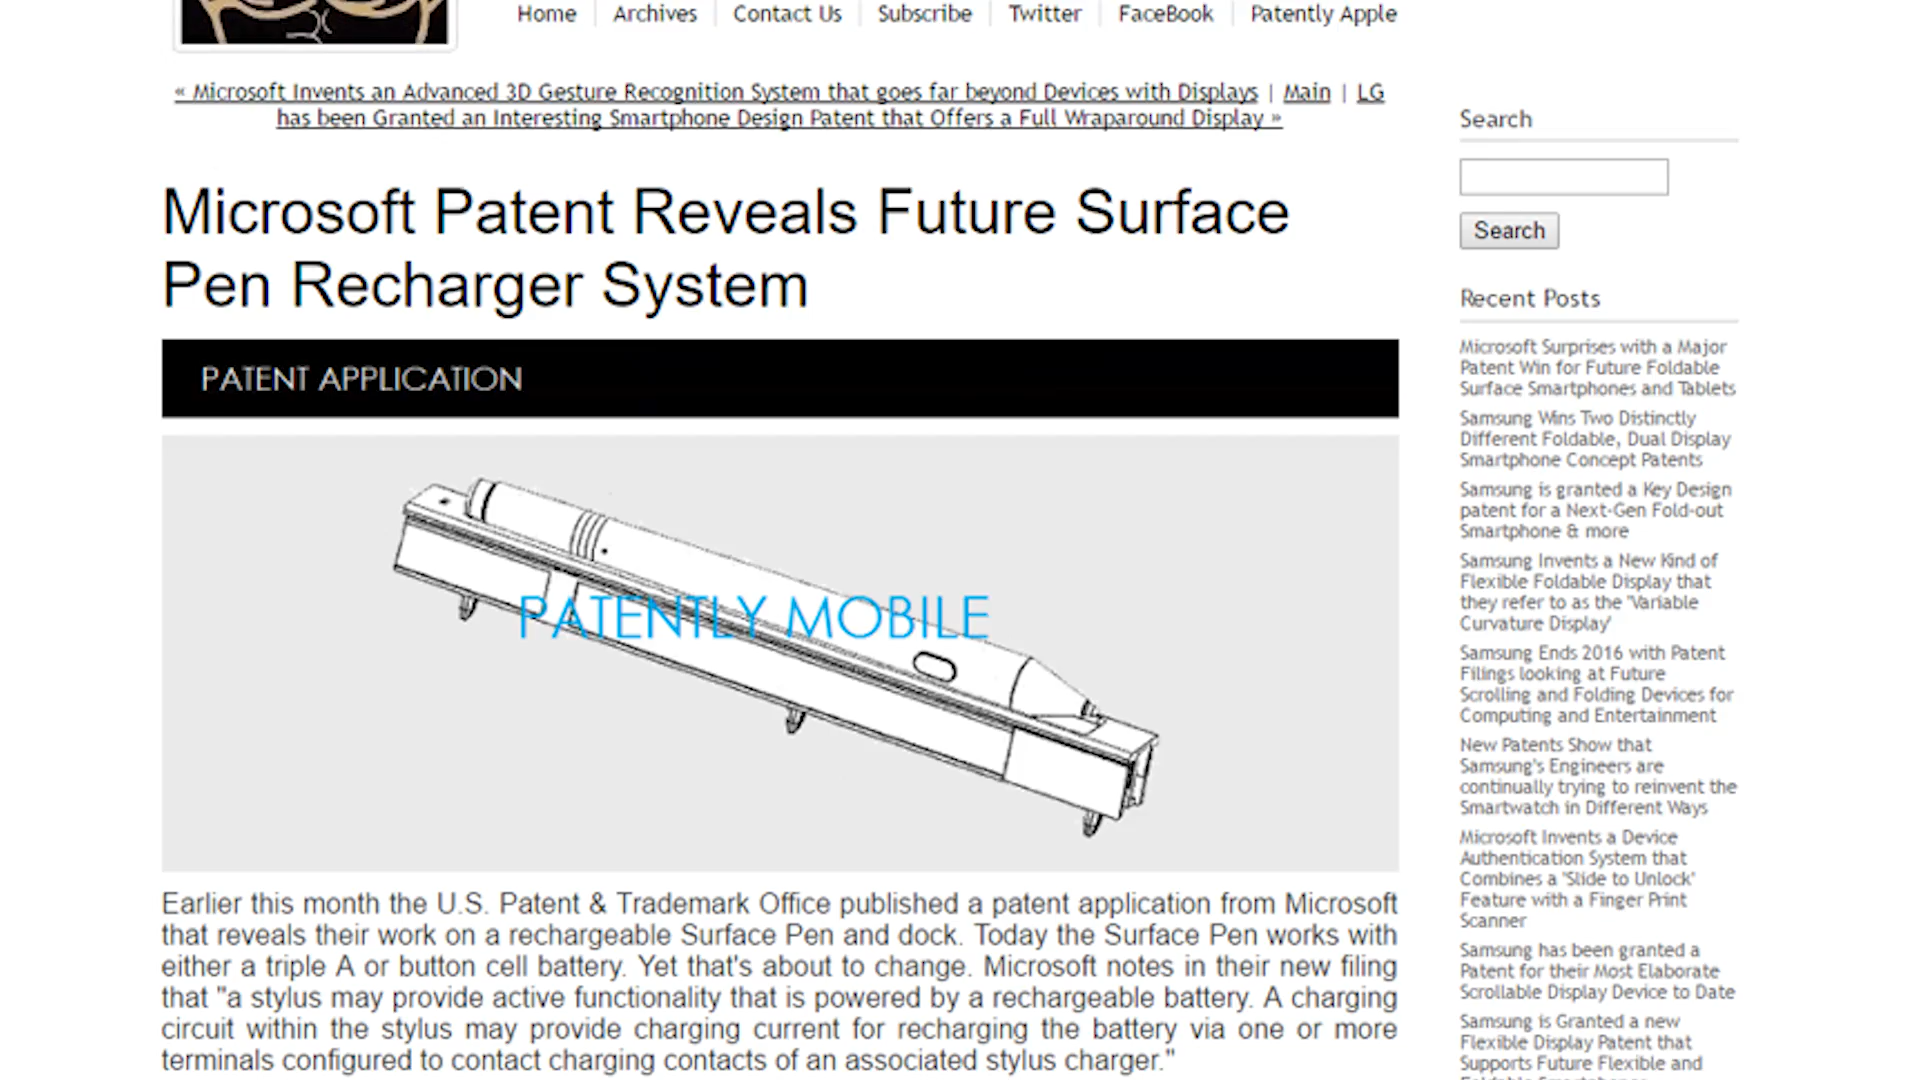 Home Archives Contact Us Subscribe Twitter FaceBook Patently Apple
« Microsoft Invents an Advanced 3D Gesture Recognition System that goes far beyond Devices with Displays | Main | LG
has been Granted an Interesting Smartphone Design Patent that Offers a Full Wraparound Display »
Microsoft Patent Reveals Future Surface
Pen Recharger System
PATENT APPLICATION
PATENTLY MOBILE
Earlier this month the U.S. Patent & Trademark Office published a patent application from Microsoft
that reveals their work on a rechargeable Surface Pen and dock. Today the Surface Pen works with
either a triple A or button cell battery. Yet that's about to change. Microsoft notes in their new filing
that "a stylus may provide active functionality that is powered by a rechargeable battery. A charging
circuit within the stylus may provide charging current for recharging the battery via one or more
terminals configured to contact charging contacts of an associated stylus charger."
Search
Search
Recent Posts
Microsoft Surprises with a Major
Patent Win for Future Foldable
Surface Smartphones and Tablets
Samsung Wins Two Distinctly
Different Foldable, Dual Display
Smartphone Concept Patents
Samsung is granted a Key Design
patent for a Next-Gen Fold-out
Smartphone & more
Samsung Invents a New Kind of
Flexible Foldable Display that
they refer to as the 'Variable
Curvature Display'
Samsung Ends 2016 with Patent
Filings looking at Future
Scrolling and Folding Devices for
Computing and Entertainment
New Patents Show that
Samsung's Engineers are
continually trying to reinvent the
Smartwatch in Different Ways
Microsoft Invents a Device
Authentication System that
Combines a 'Slide to Unlock'
Feature with a Finger Print
Scanner
Samsung has been granted a
Patent for their Most Elaborate
Scrollable Display Device to Date
Samsung is Granted a new
Flexible Display Patent that
Supports Future Flexible and